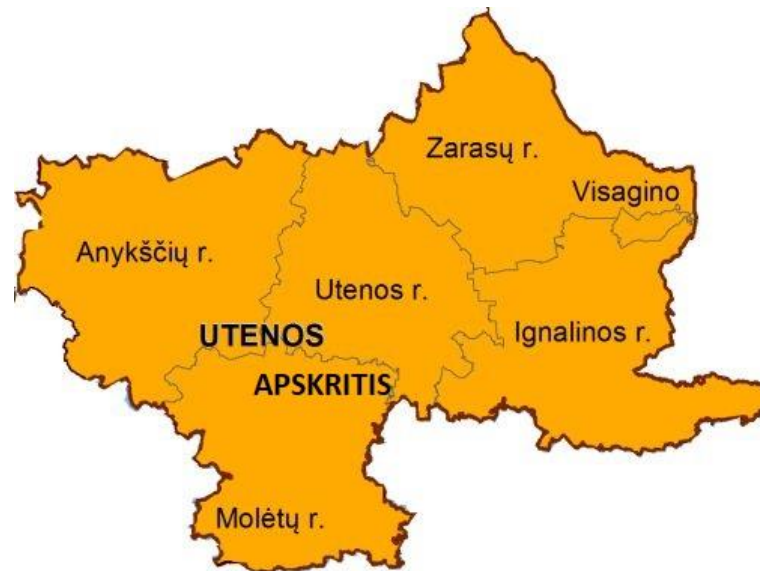 Zarasų r.
Visagino
Anykščių r.
Utenos r.
Ignalinos r.
UTENOS
APSKRITIS
Molėtų r.